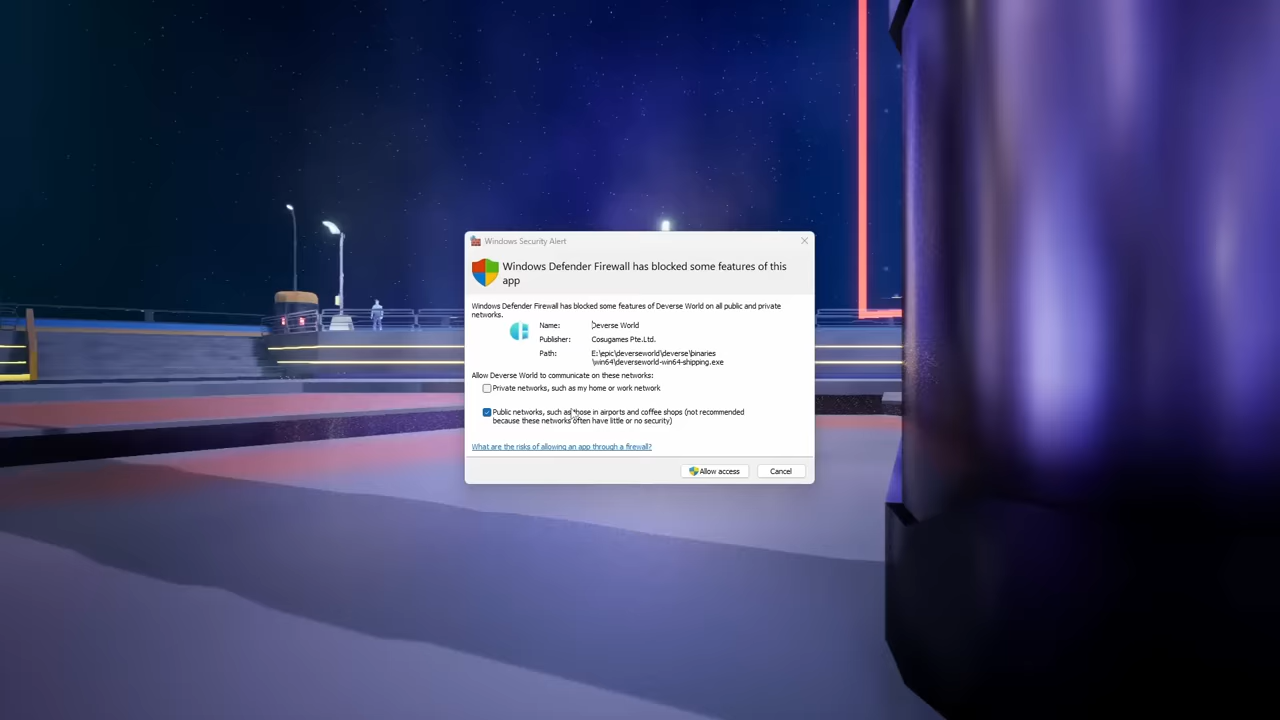 Windows Security Alert
Windows Defender Firewall has blocked some features of this
app
Windows Defender Firewall has blocked some features of Deverse World on all public and private
networks.
Name: Deverse World
Publisher: Cosugames Pte.Ltd.
Path: E:\epic\deverseworld\deverse\binaries
\win64\deverseworld-win64-shipping.exe
Allow Deverse World to communicate on these networks:
Private networks, such as my home or work network
Public networks, such as those in airports and coffee shops (not recommended
because these networks often have little or no security)
What are the risks of allowing an app through a firewall?
Allow access Cancel